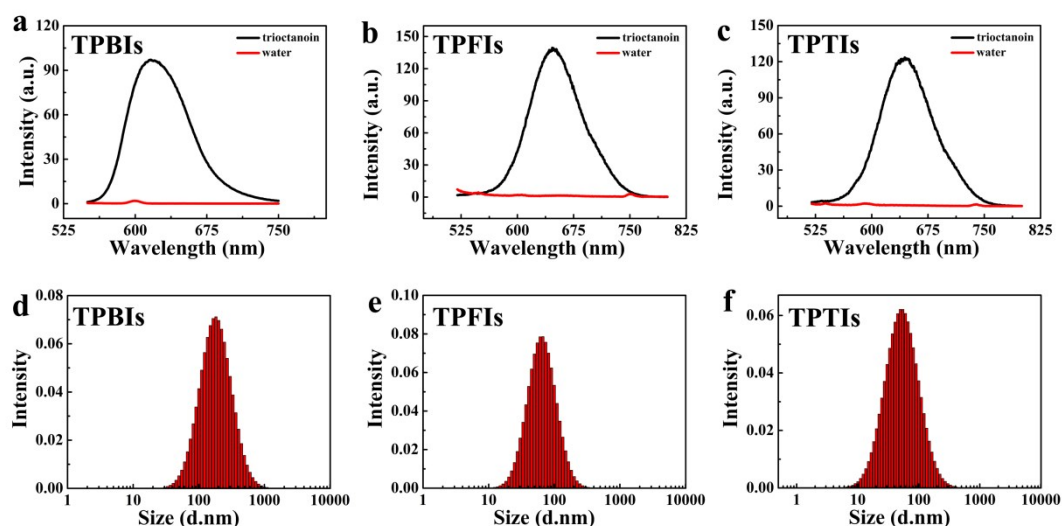 a
TPBIs
trioctanoin
water
120
90
60
30
0
Intensity (a.u.)
525 600 675 750
Wavelength (nm)
b
TPFIs
trioctanoin
water
150
120
90
60
30
0
Intensity (a.u.)
525 600 675 750 825
Wavelength (nm)
c
TPTIs
trioctanoin
water
150
120
90
60
30
0
Intensity (a.u.)
525 600 675 750 825
Wavelength (nm)
d
TPBIs
0.08
0.06
0.04
0.02
0.00
Intensity
1 10 100 1000 10000
Size (d.nm)
e
TPFIs
0.10
0.08
0.06
0.04
0.02
0.00
Intensity
1 10 100 1000 10000
Size (d.nm)
f
TPTIs
0.06
0.04
0.02
0.00
Intensity
1 10 100 1000 10000
Size (d.nm)